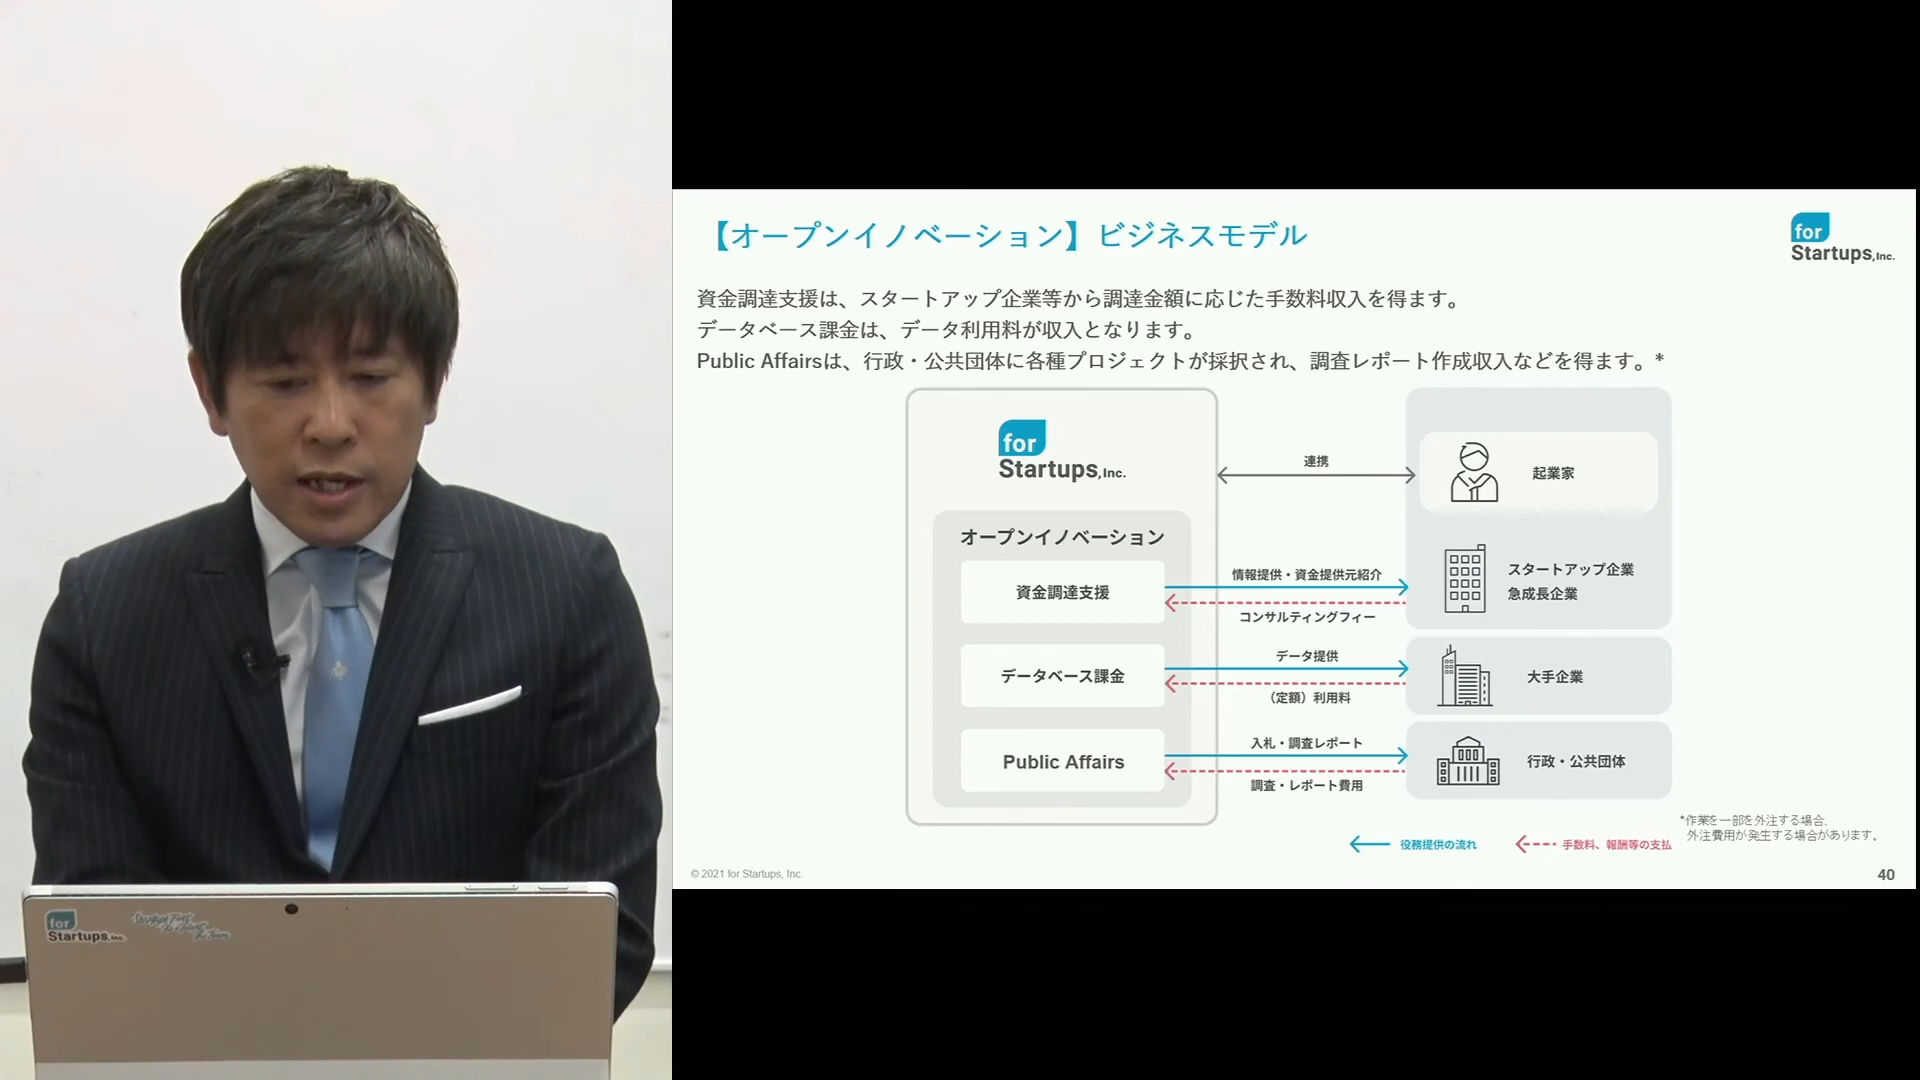 【オープンイノベーション】ビジネスモデル
for
Startups,Inc.
資金調達支援は、スタートアップ企業等から調達金額に応じた手数料収入を得ます。
データベース課金は、データ利用料が収入となります。
Public Affairsは、行政・公共団体に各種プロジェクトが採択され、調査レポート作成収入などを得ます。*
for
Startups,Inc.
連携
起業家
オープンイノベーション
資金調達支援
情報提供・資金提供元紹介
コンサルティングフィー
スタートアップ企業
急成長企業
データベース課金
データ提供
（定額）利用料
大手企業
Public Affairs
入札・調査レポート
調査・レポート費用
行政・公共団体
*作業を一部を外注する場合、
外注費用が発生する場合があります。
役務提供の流れ
手数料、報酬等の支払
© 2021 for Startups, Inc.
40
for
Startups,Inc.